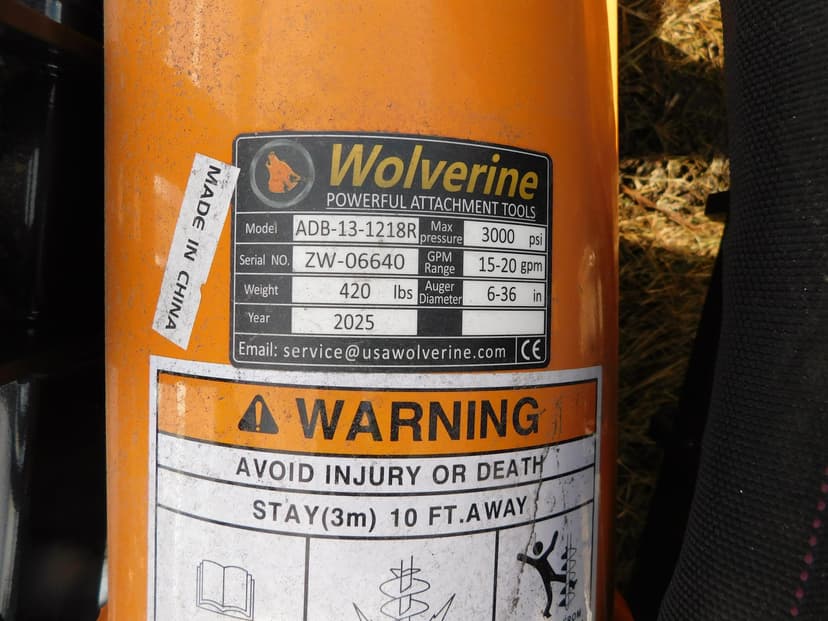 Wolverine
POWERFUL ATTACHMENT TOOLS
Model ADB-13-1218R Max pressure 3000 psi
Serial NO. ZW-06640 GPM Range 15-20 gpm
Weight 420 lbs Auger Diameter 6-36 in
Year 2025
Email: service@usawolverine.com CE
MADE IN CHINA
WARNING
AVOID INJURY OR DEATH
STAY(3m) 10 FT.AWAY